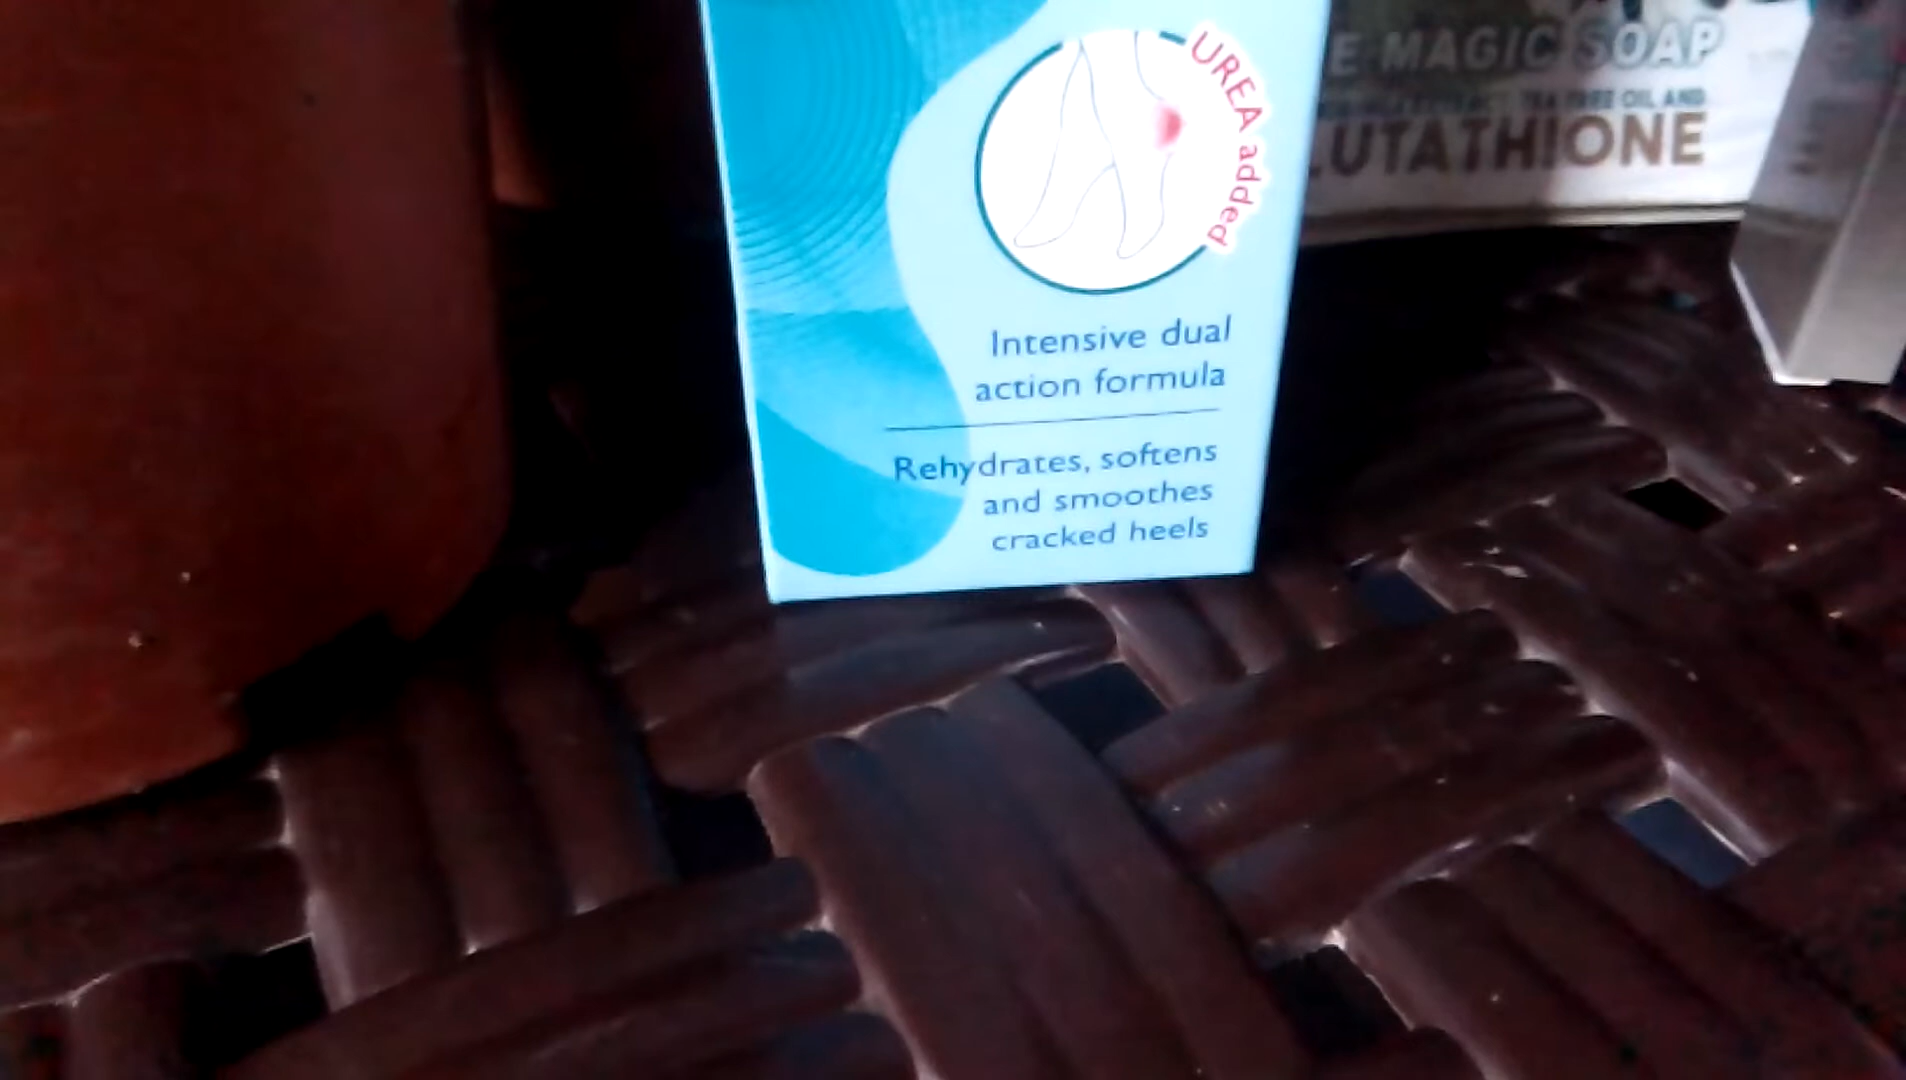 UREA added
Intensive dual
action formula
Rehydrates, softens
and smoothes
cracked heels
E MAGIC SOAP
TEA TREE OIL AND
LUTATHIONE